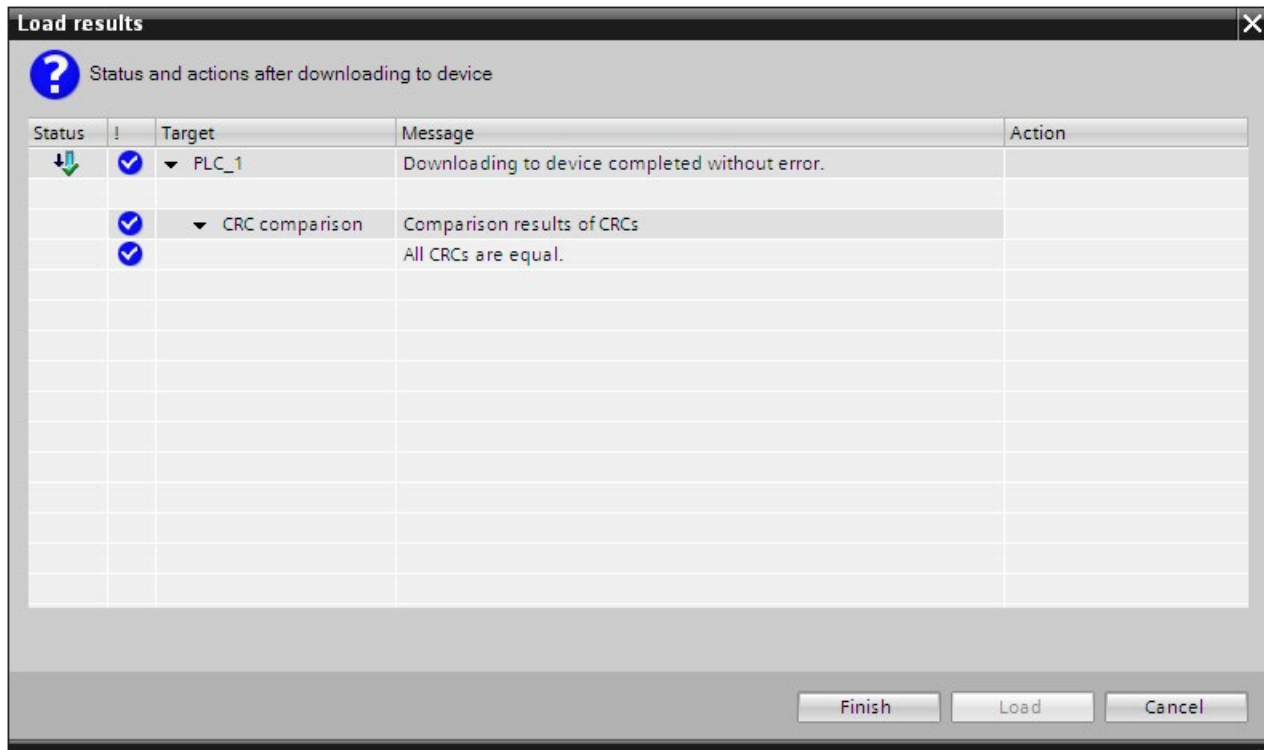 Load results
Status and actions after downloading to device
Status ! Target Message Action
PLC_1 Downloading to device completed without error.
CRC comparison Comparison results of CRCs
All CRCs are equal.
Finish Load Cancel